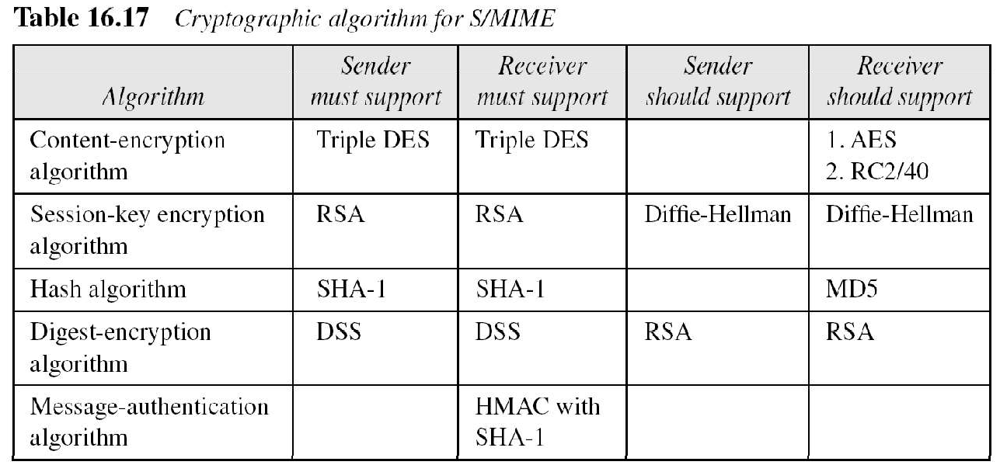 Table 16.17 Cryptographic algorithm for S/MIME
Algorithm
Sender must support
Receiver must support
Sender should support
Receiver should support
Content-encryption algorithm
Triple DES
Triple DES
1. AES
2. RC2/40
Session-key encryption algorithm
RSA
RSA
Diffie-Hellman
Diffie-Hellman
Hash algorithm
SHA-1
SHA-1
MD5
Digest-encryption algorithm
DSS
DSS
RSA
RSA
Message-authentication algorithm
HMAC with SHA-1